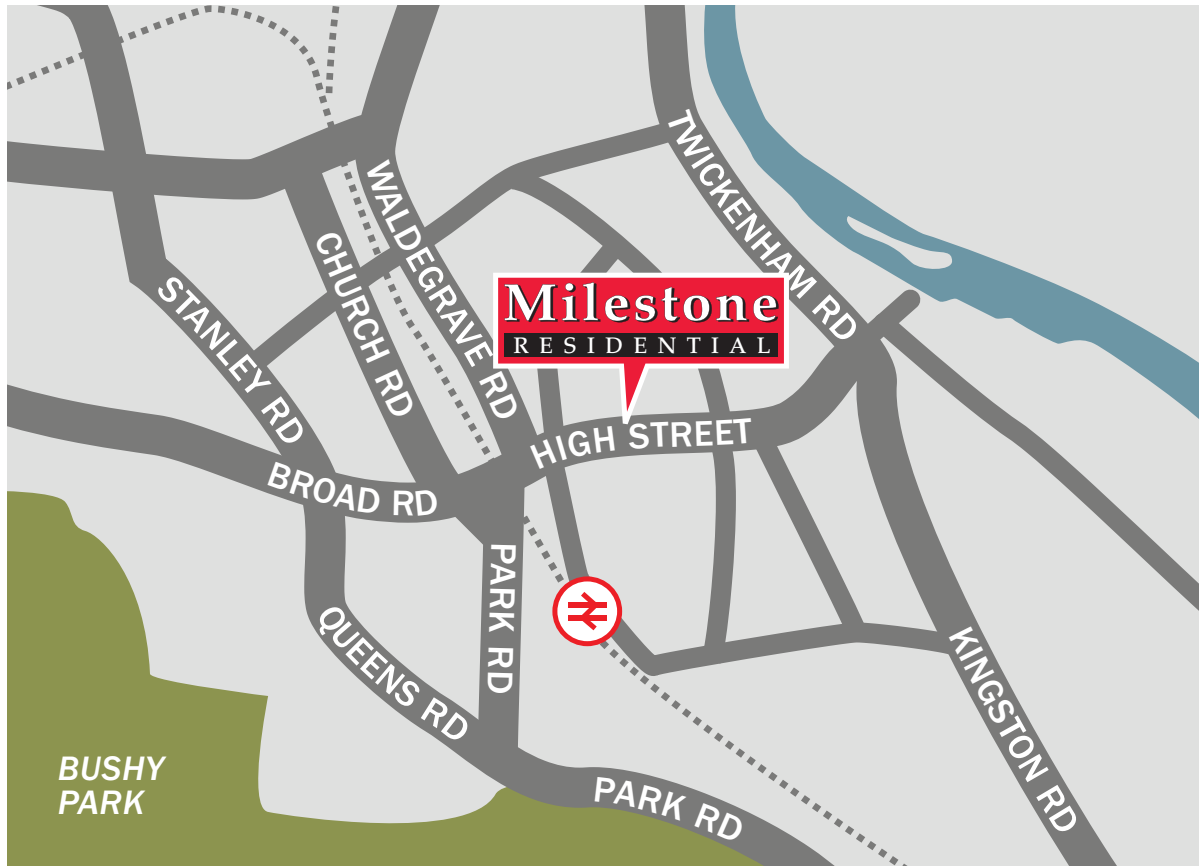 TWICKENHAM RD
WALDEGRAVE RD
CHURCH RD
STANLEY RD
Milestone
RESIDENTIAL
HIGH STREET
BROAD RD
PARK RD
QUEENS RD
KINGSTON RD
BUSHY
PARK
PARK RD